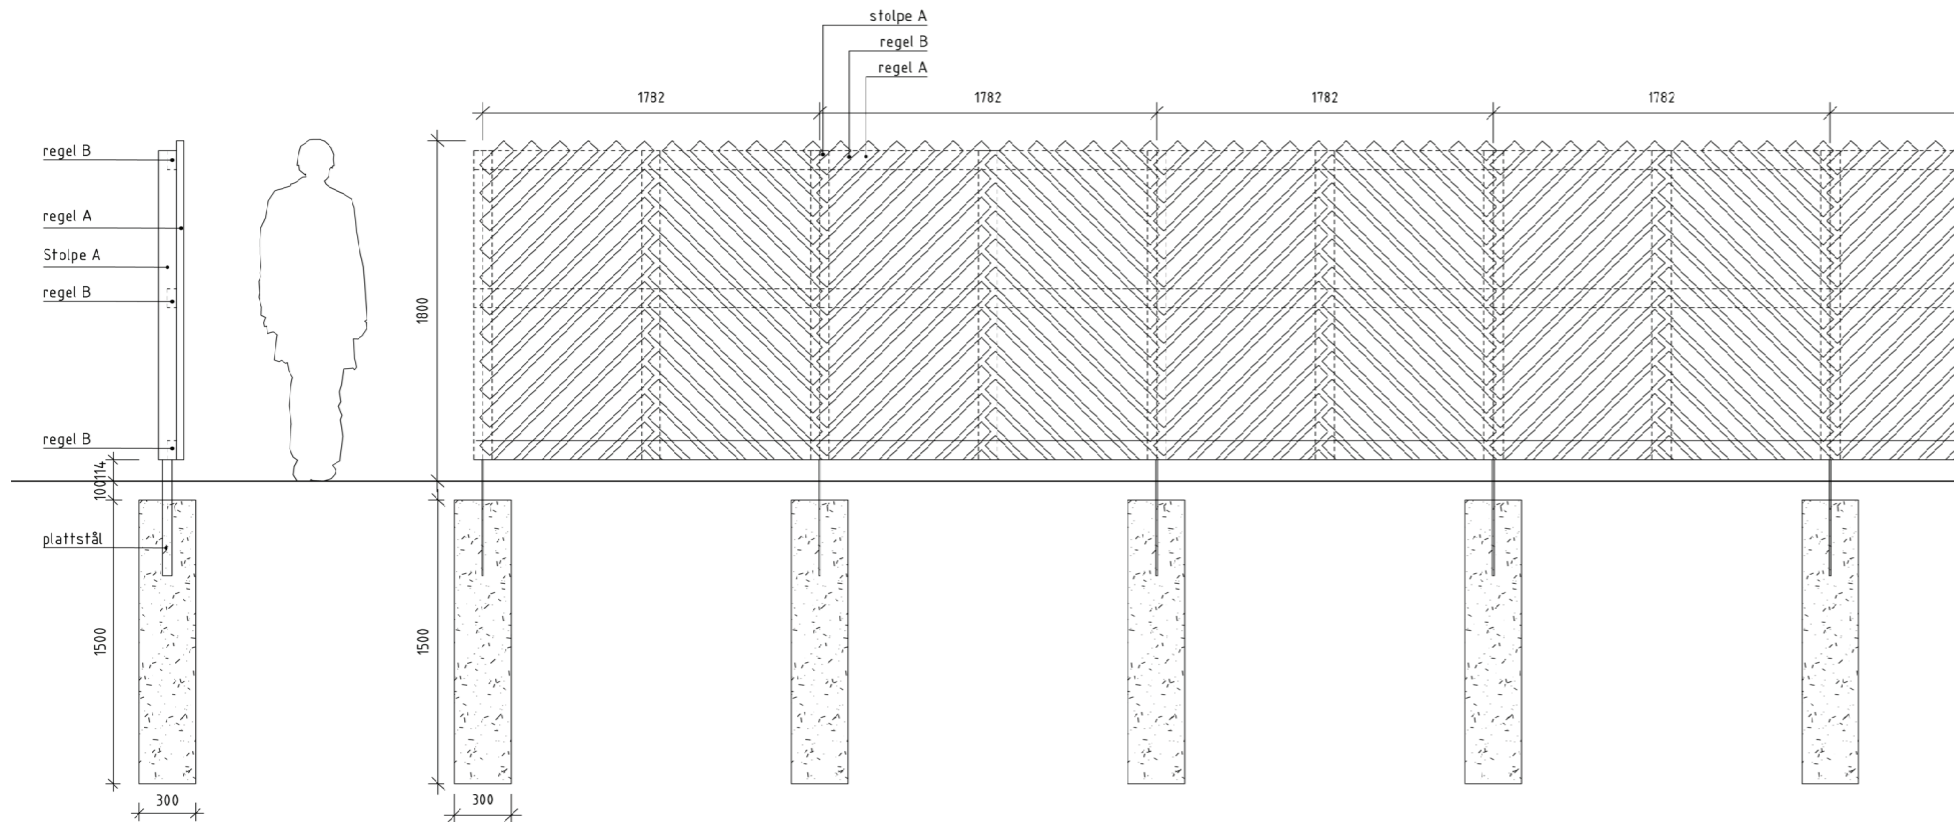 stolpe A
regel B
regel A
1782
1782
1782
1782
regel B
regel A
Stolpe A
regel B
regel B
114
100
plattstål
1500
300
1800
1500
300